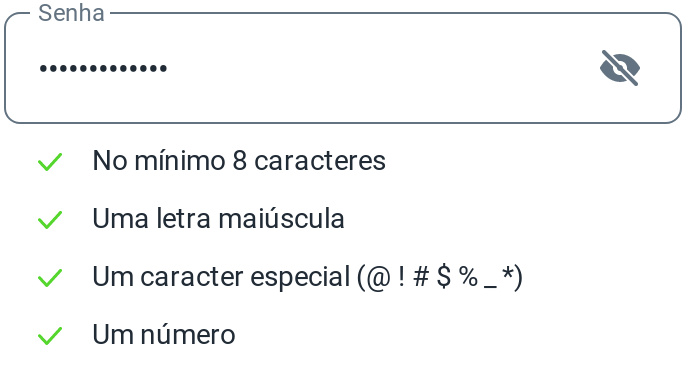 Senha
•••••••••••••
No mínimo 8 caracteres
Uma letra maiúscula
Um caracter especial (@ ! # $ % _ *)
Um número